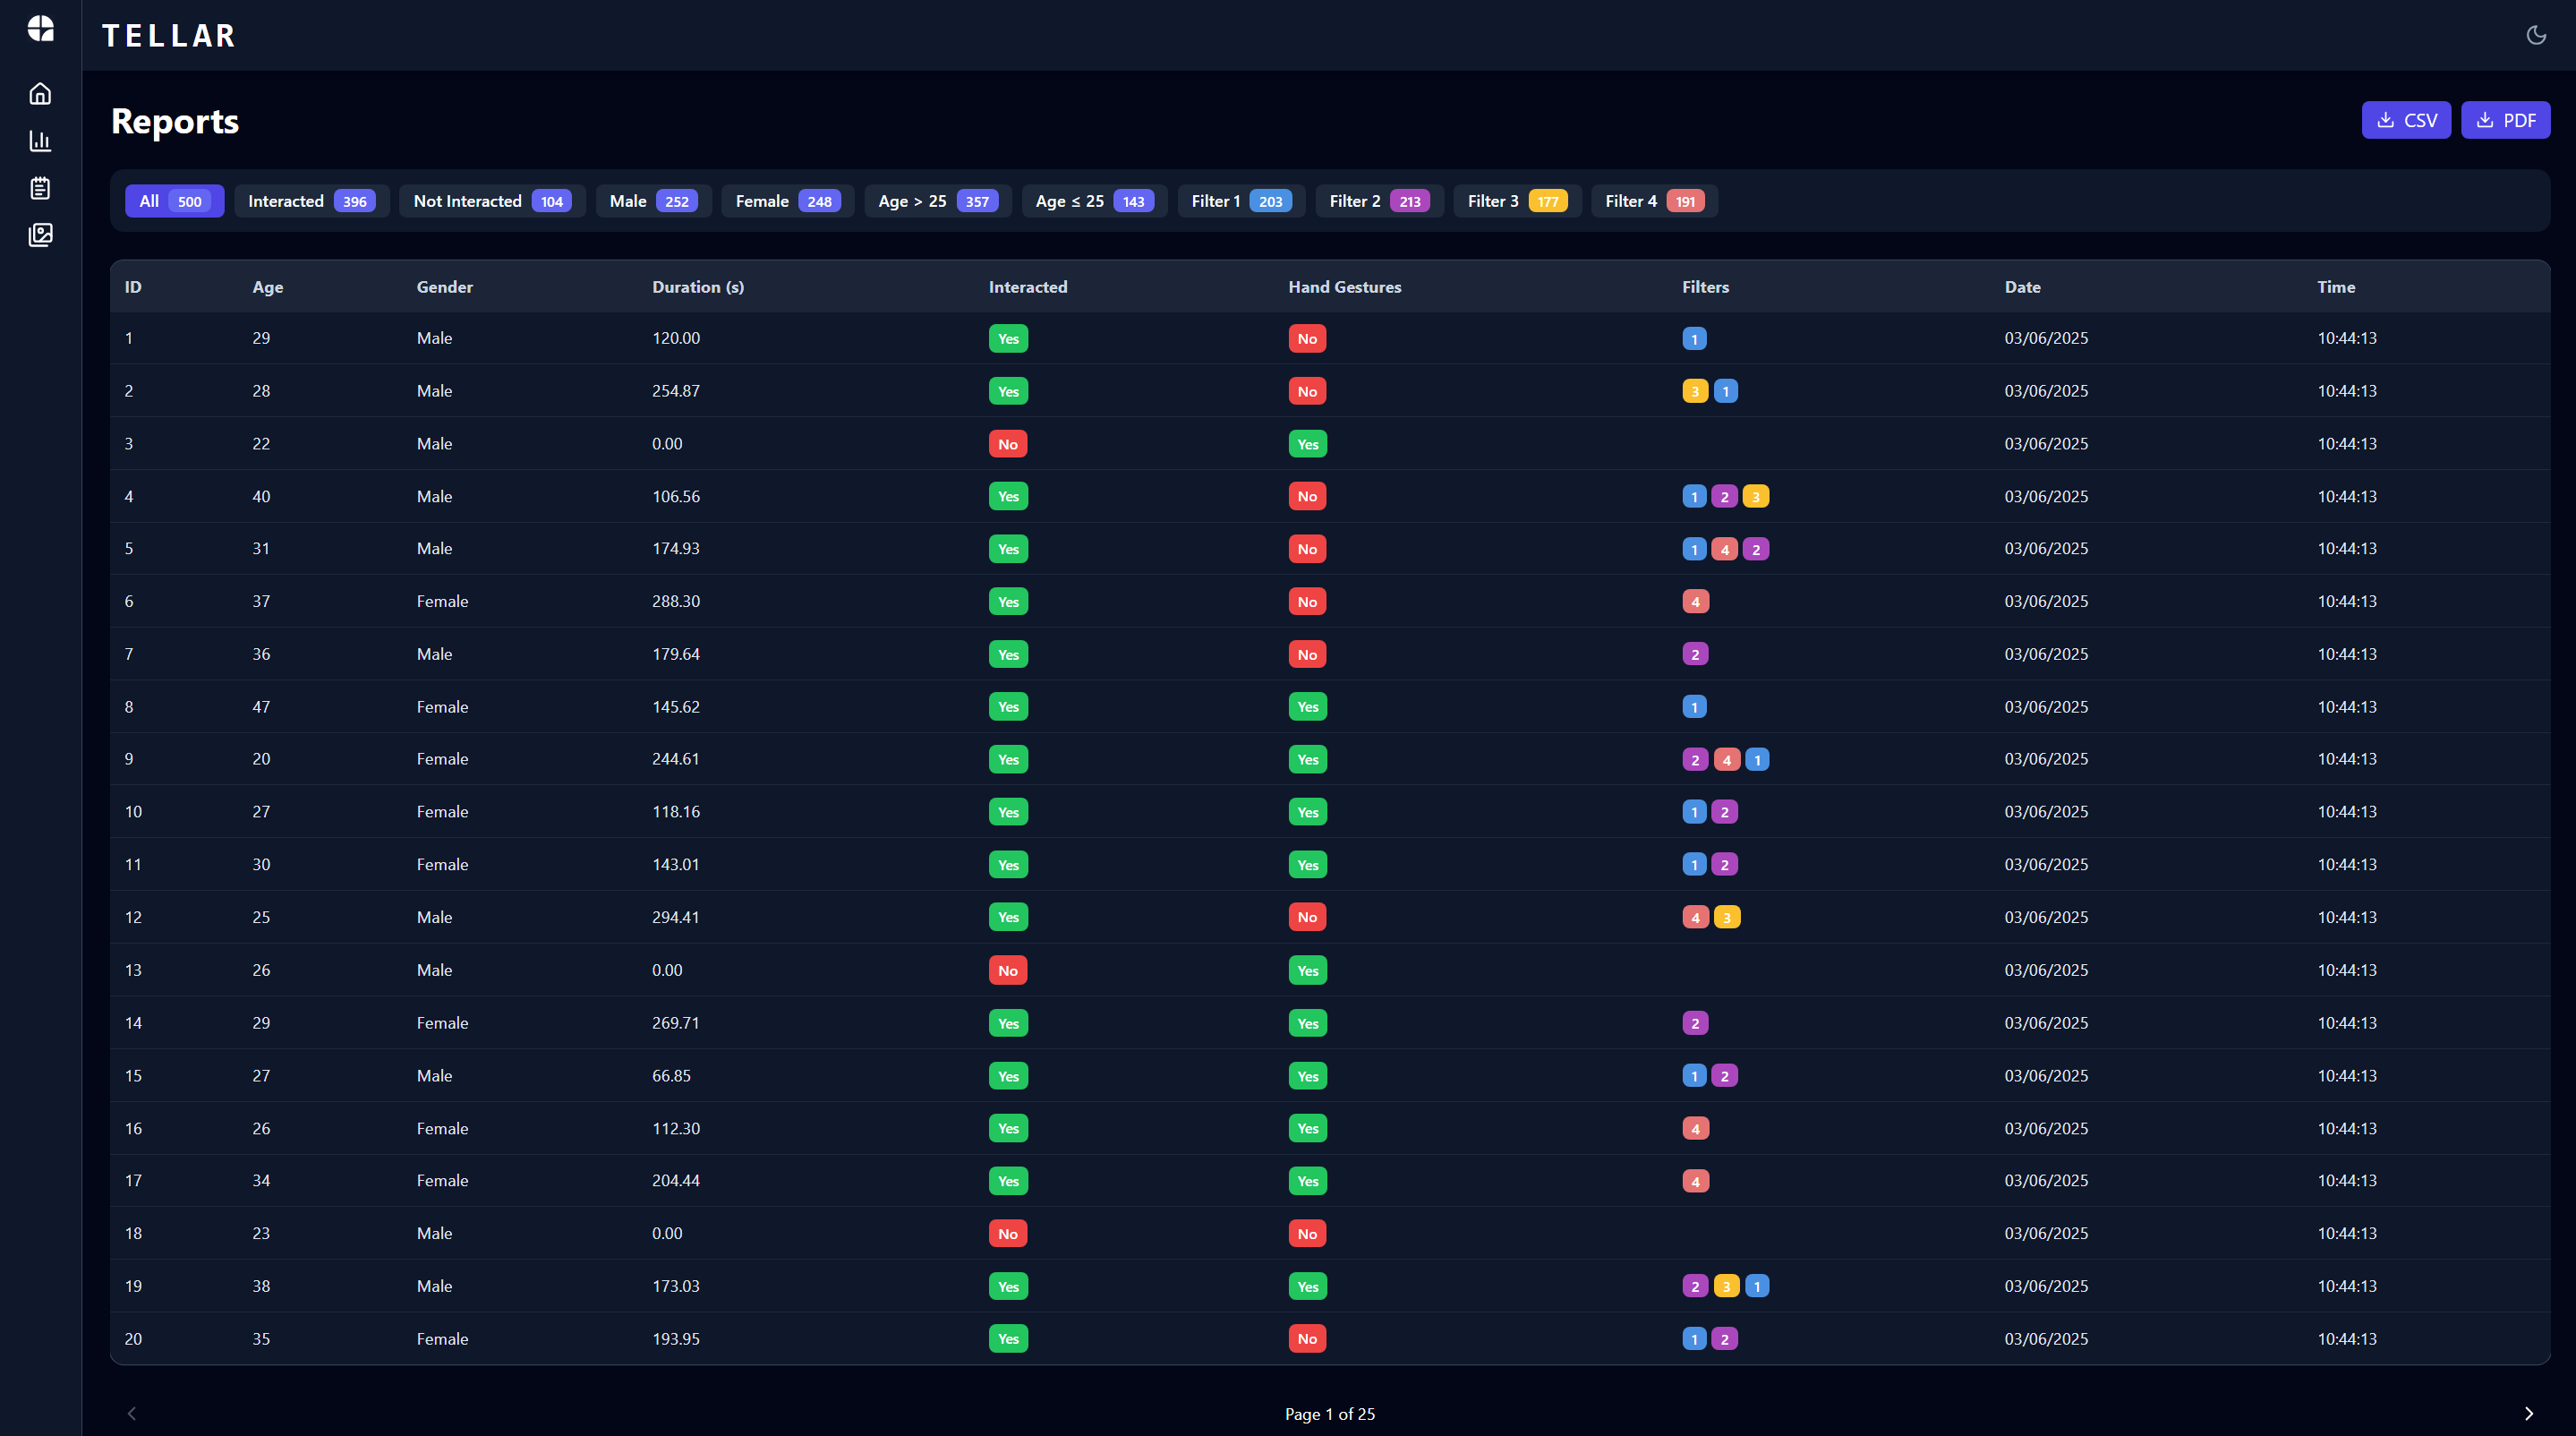 TELLAR
Reports
CSV PDF
All 500 Interacted 396 Not Interacted 104 Male 252 Female 248 Age > 25 357 Age ≤ 25 143 Filter 1 203 Filter 2 213 Filter 3 177 Filter 4 191
ID Age Gender Duration (s) Interacted Hand Gestures Filters Date Time
1 29 Male 120.00 Yes No 1 03/06/2025 10:44:13
2 28 Male 254.87 Yes No 3 1 03/06/2025 10:44:13
3 22 Male 0.00 No Yes 03/06/2025 10:44:13
4 40 Male 106.56 Yes No 1 2 3 03/06/2025 10:44:13
5 31 Male 174.93 Yes No 1 4 2 03/06/2025 10:44:13
6 37 Female 288.30 Yes No 4 03/06/2025 10:44:13
7 36 Male 179.64 Yes No 2 03/06/2025 10:44:13
8 47 Female 145.62 Yes Yes 1 03/06/2025 10:44:13
9 20 Female 244.61 Yes Yes 2 4 1 03/06/2025 10:44:13
10 27 Female 118.16 Yes Yes 1 2 03/06/2025 10:44:13
11 30 Female 143.01 Yes Yes 1 2 03/06/2025 10:44:13
12 25 Male 294.41 Yes No 4 3 03/06/2025 10:44:13
13 26 Male 0.00 No Yes 03/06/2025 10:44:13
14 29 Female 269.71 Yes Yes 2 03/06/2025 10:44:13
15 27 Male 66.85 Yes Yes 1 2 03/06/2025 10:44:13
16 26 Female 112.30 Yes Yes 4 03/06/2025 10:44:13
17 34 Female 204.44 Yes Yes 4 03/06/2025 10:44:13
18 23 Male 0.00 No No 03/06/2025 10:44:13
19 38 Male 173.03 Yes Yes 2 3 1 03/06/2025 10:44:13
20 35 Female 193.95 Yes No 1 2 03/06/2025 10:44:13
Page 1 of 25